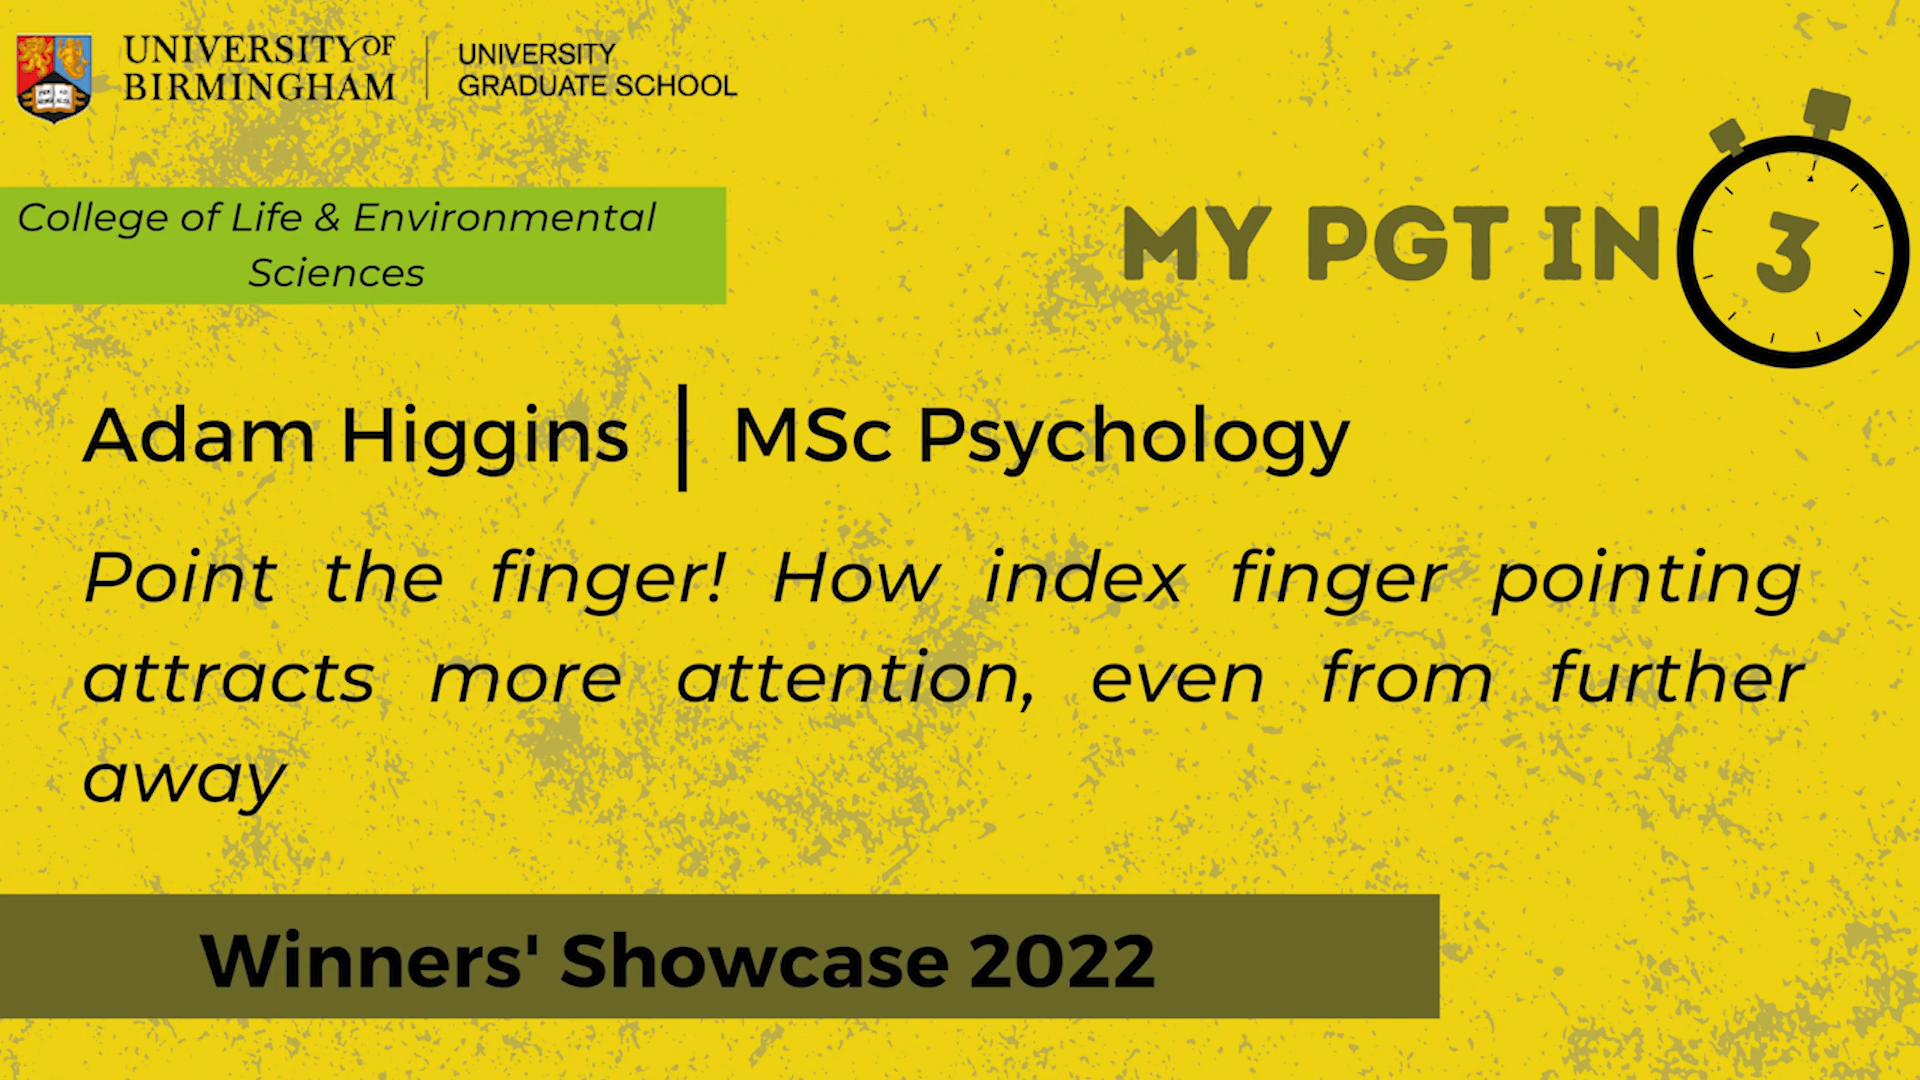 UNIVERSITY OF
BIRMINGHAM
UNIVERSITY
GRADUATE SCHOOL
College of Life & Environmental
Sciences
MY PGT IN 3
Adam Higgins | MSc Psychology
Point the finger! How index finger pointing
attracts more attention, even from further
away
Winners' Showcase 2022